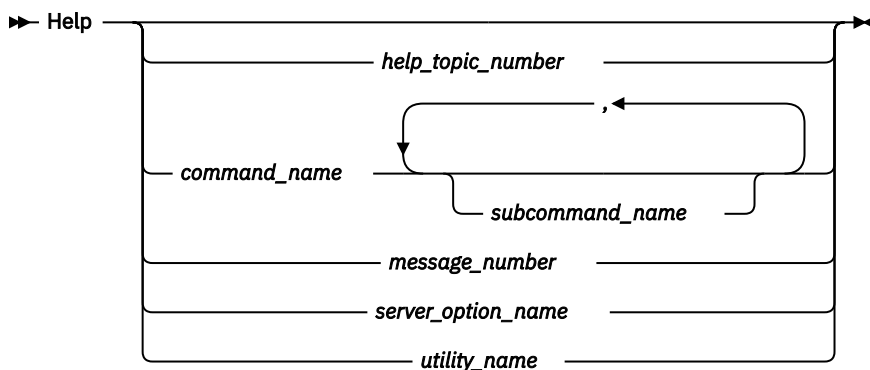 Help
help_topic_number
,
command_name
subcommand_name
message_number
server_option_name
utility_name